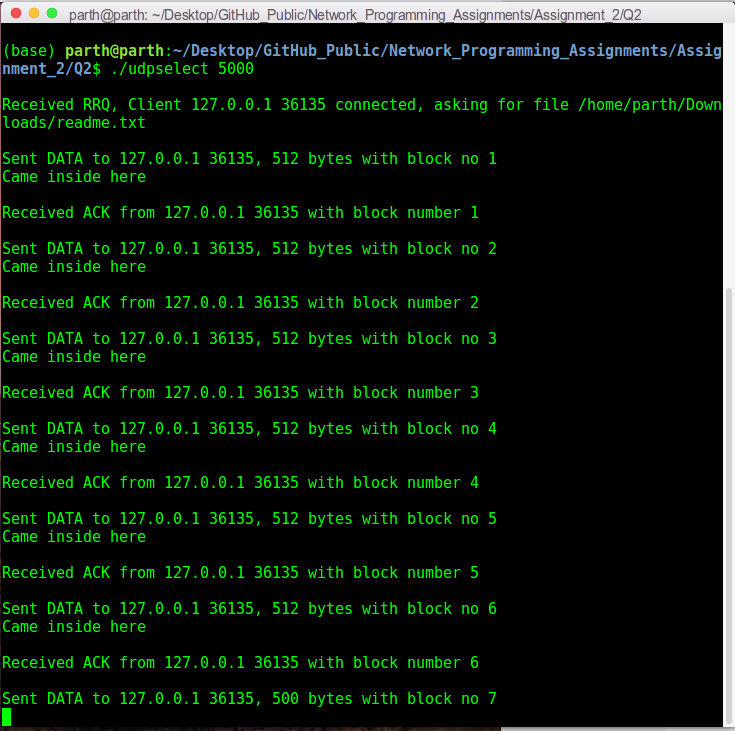 parth@parth: ~/Desktop/GitHub_Public/Network_Programming_Assignments/Assignment_2/Q2
(base) parth@parth:~/Desktop/GitHub_Public/Network_Programming_Assignments/Assig
nment_2/Q2$ ./udpselect 5000
Received RRQ, Client 127.0.0.1 36135 connected, asking for file /home/parth/Down
loads/readme.txt
Sent DATA to 127.0.0.1 36135, 512 bytes with block no 1
Came inside here
Received ACK from 127.0.0.1 36135 with block number 1
Sent DATA to 127.0.0.1 36135, 512 bytes with block no 2
Came inside here
Received ACK from 127.0.0.1 36135 with block number 2
Sent DATA to 127.0.0.1 36135, 512 bytes with block no 3
Came inside here
Received ACK from 127.0.0.1 36135 with block number 3
Sent DATA to 127.0.0.1 36135, 512 bytes with block no 4
Came inside here
Received ACK from 127.0.0.1 36135 with block number 4
Sent DATA to 127.0.0.1 36135, 512 bytes with block no 5
Came inside here
Received ACK from 127.0.0.1 36135 with block number 5
Sent DATA to 127.0.0.1 36135, 512 bytes with block no 6
Came inside here
Received ACK from 127.0.0.1 36135 with block number 6
Sent DATA to 127.0.0.1 36135, 500 bytes with block no 7